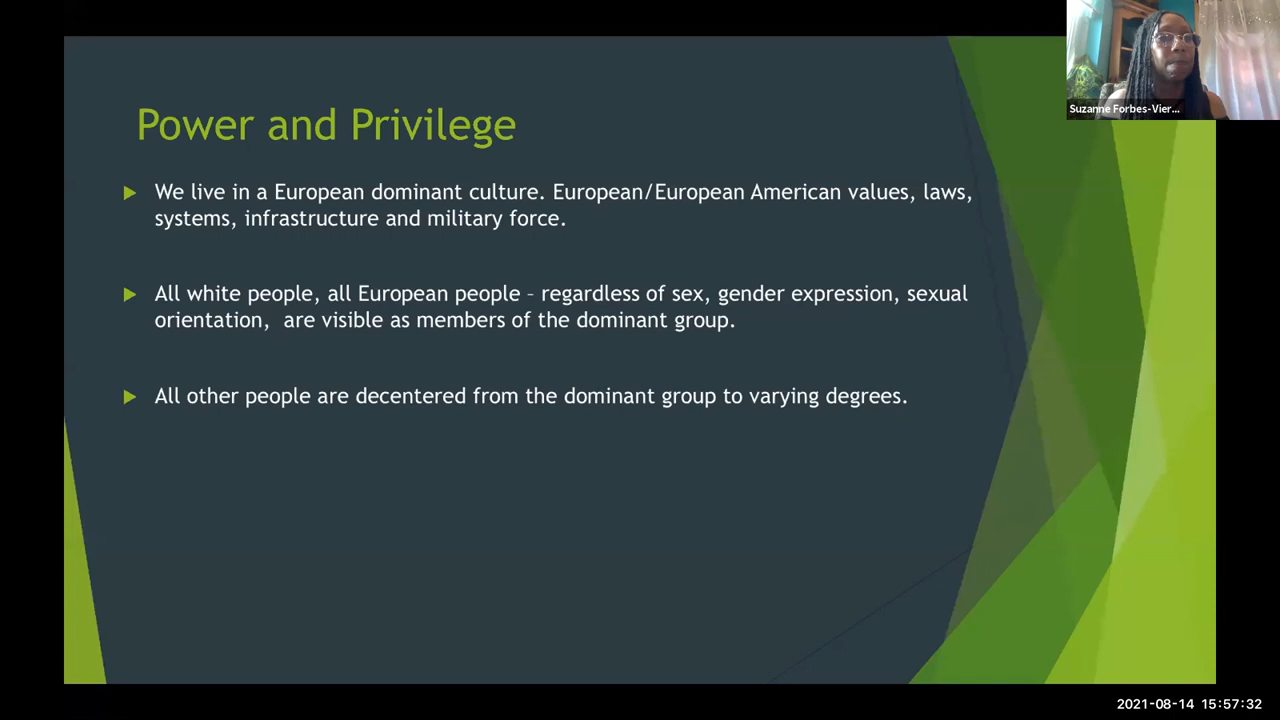 Suzanne Forbes-Vier...
Power and Privilege
We live in a European dominant culture. European/European American values, laws,
systems, infrastructure and military force.
All white people, all European people – regardless of sex, gender expression, sexual
orientation,  are visible as members of the dominant group.
All other people are decentered from the dominant group to varying degrees.
2021-08-14 15:57:32